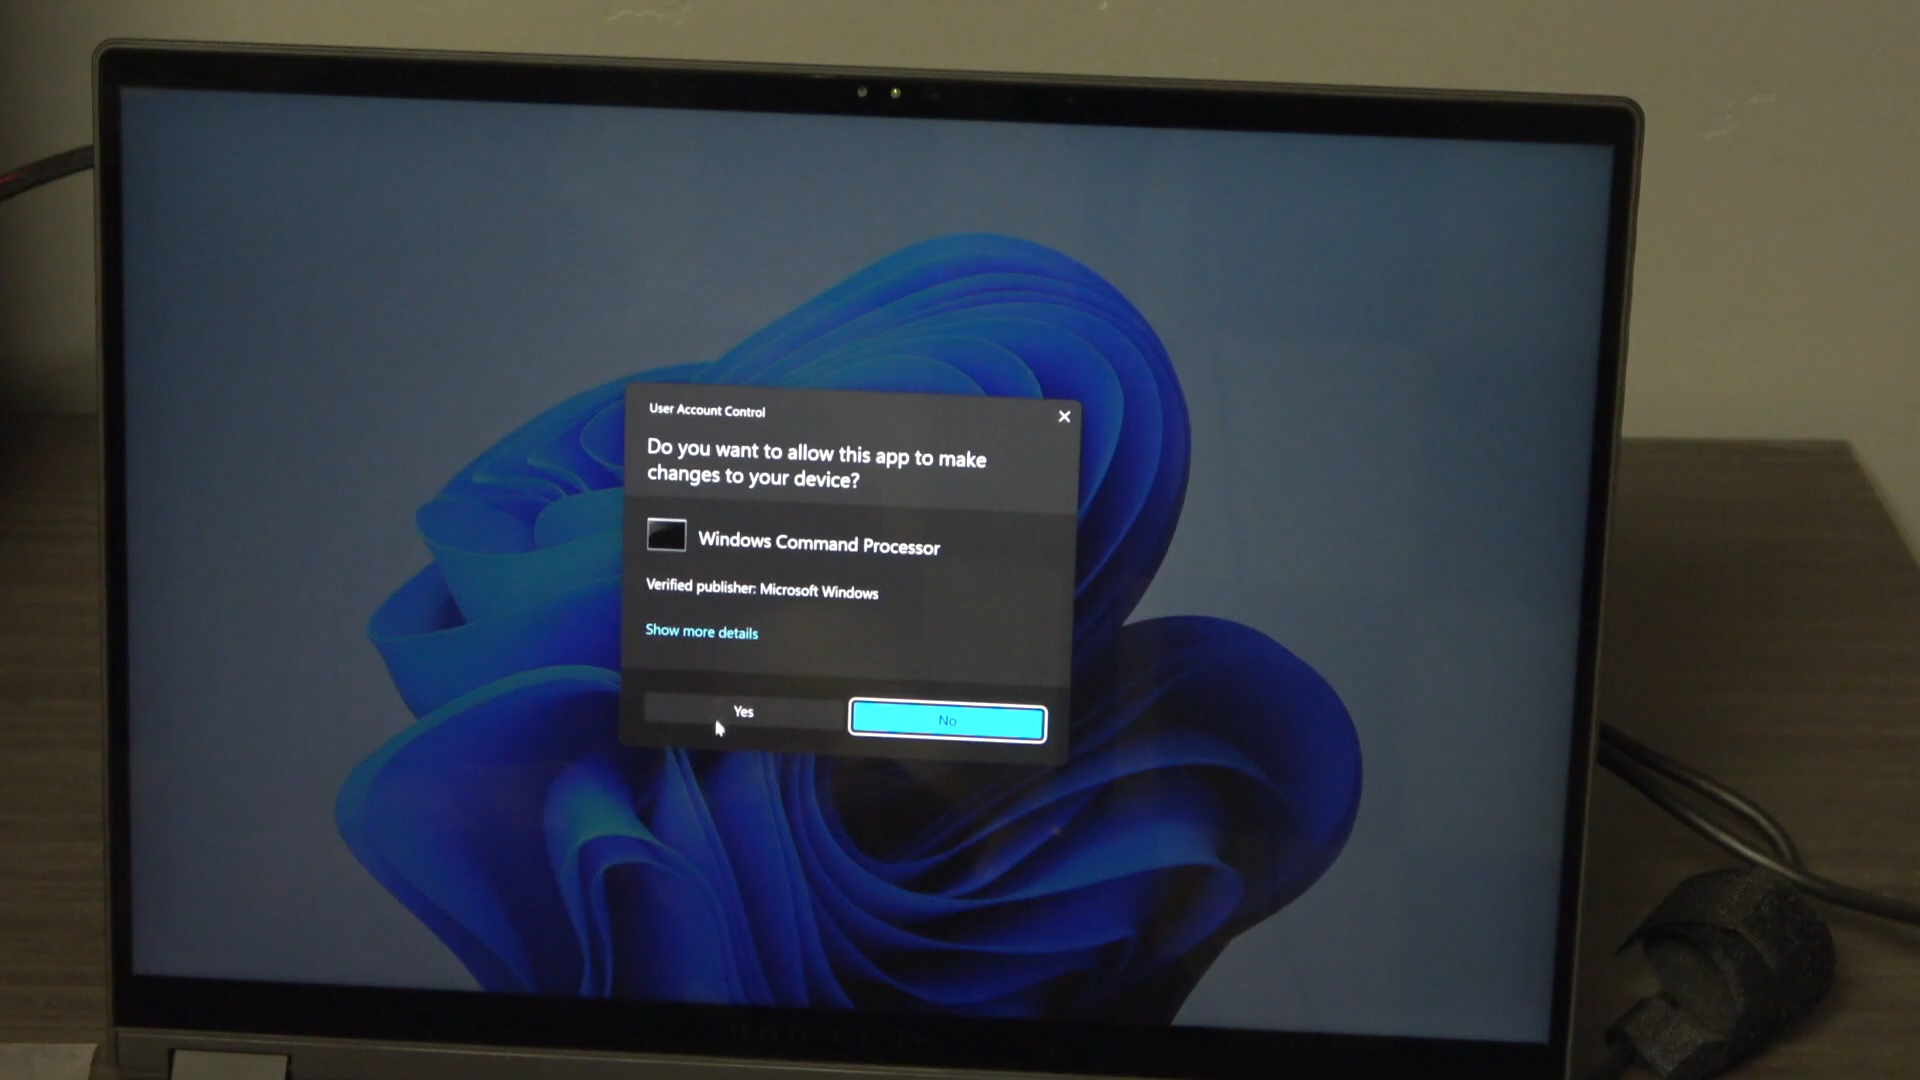 User Account Control
Do you want to allow this app to make
changes to your device?
Windows Command Processor
Verified publisher: Microsoft Windows
Show more details
Yes
No